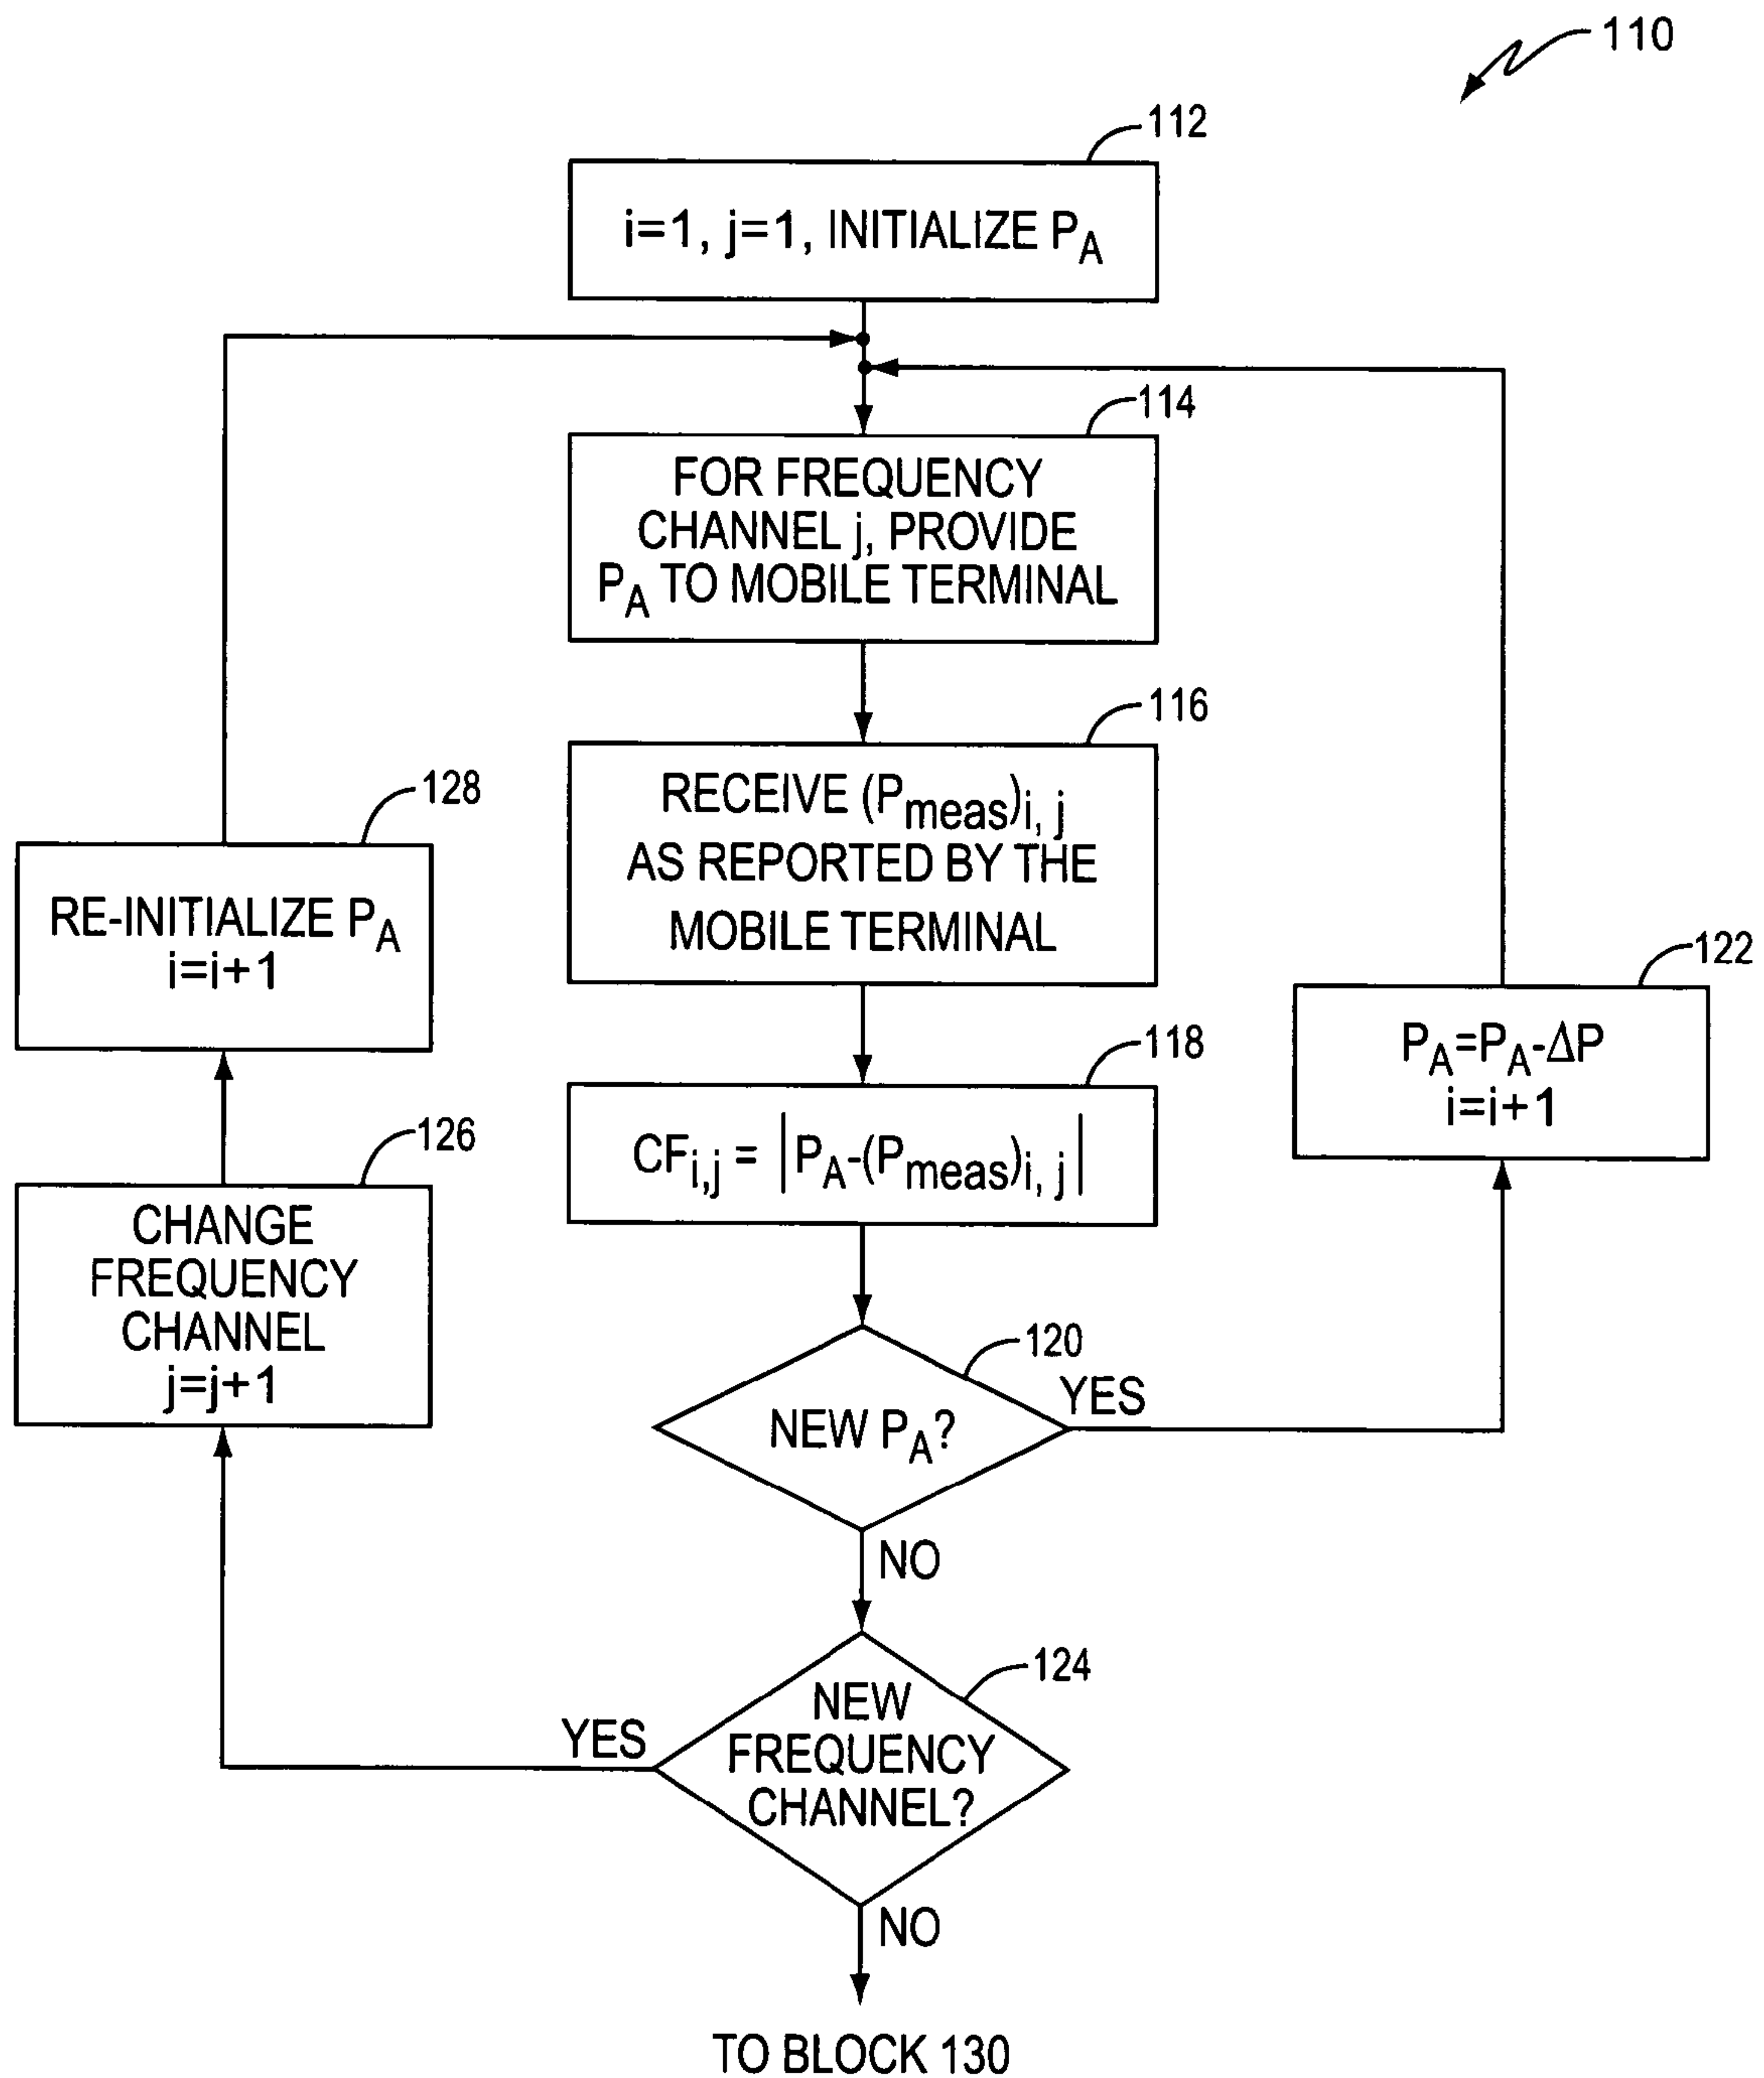 110
112
i=1, j=1, INITIALIZE P_A
114
FOR FREQUENCY
CHANNEL j, PROVIDE
P_A TO MOBILE TERMINAL
116
RECEIVE (P_meas)_i, j
AS REPORTED BY THE
MOBILE TERMINAL
118
CF_i,j = |P_A-(P_meas)_i, j|
120
NEW P_A?
YES
NO
122
P_A=P_A-ΔP
i=i+1
124
NEW
FREQUENCY
CHANNEL?
YES
NO
126
CHANGE
FREQUENCY
CHANNEL
j=j+1
128
RE-INITIALIZE P_A
i=i+1
TO BLOCK 130